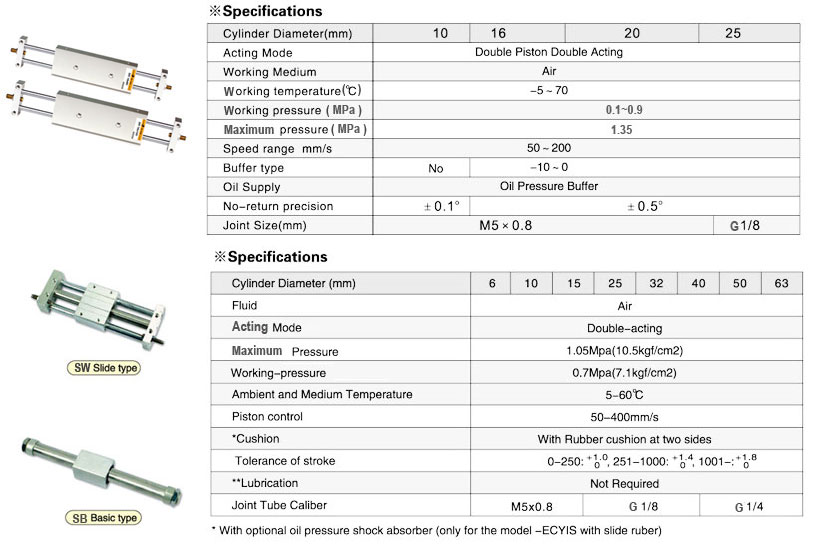 ※Specifications
Cylinder Diameter(mm) 10 16 20 25
Acting Mode Double Piston Double Acting
Working Medium Air
Working temperature(℃) −5 ~ 70
Working pressure ( MPa ) 0.1~0.9
Maximum pressure ( MPa ) 1.35
Speed range mm/s 50 ~ 200
Buffer type No −10 ~ 0
Oil Supply Oil Pressure Buffer
No−return precision ± 0.1° ± 0.5°
Joint Size(mm) M5 × 0.8 G 1/8
※Specifications
Cylinder Diameter (mm) 6 10 15 25 32 40 50 63
Fluid Air
Acting Mode Double−acting
Maximum Pressure 1.05Mpa(10.5kgf/cm2)
Working−pressure 0.7Mpa(7.1kgf/cm2)
Ambient and Medium Temperature 5−60℃
Piston control 50−400mm/s
*Cushion With Rubber cushion at two sides
Tolerance of stroke 0−250: +1.0 0, 251−1000: +1.4 0, 1001−: +1.8 0
**Lubrication Not Required
Joint Tube Caliber M5x0.8 G 1/8 G 1/4
* With optional oil pressure shock absorber (only for the model −ECYIS with slide ruber)
SW Slide type
SB Basic type